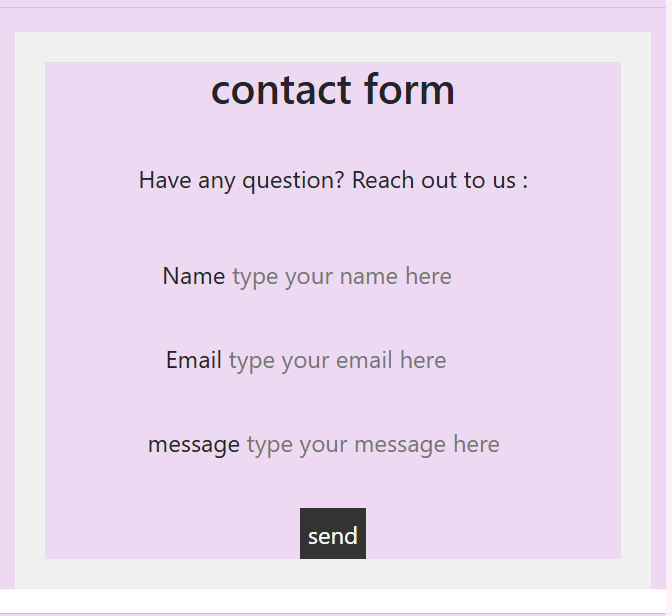 contact form
Have any question? Reach out to us :
Name type your name here
Email type your email here
message type your message here
send